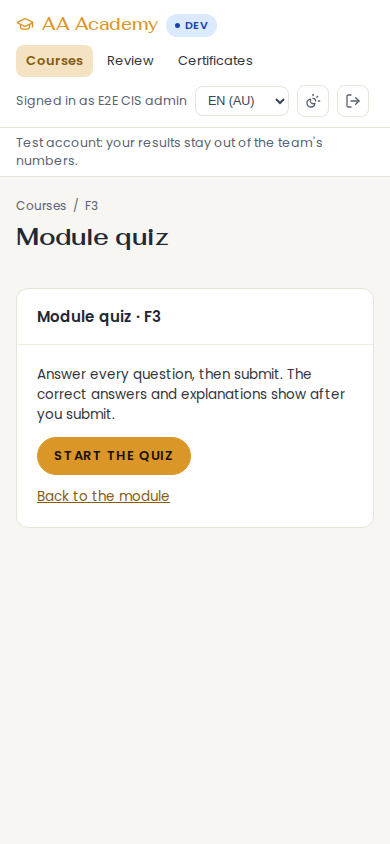 AA Academy
DEV
Courses
Review
Certificates
Signed in as E2E CIS admin
EN (AU)
Test account: your results stay out of the team's
numbers.
Courses / F3
Module quiz
Module quiz · F3
Answer every question, then submit. The
correct answers and explanations show after
you submit.
START THE QUIZ
Back to the module